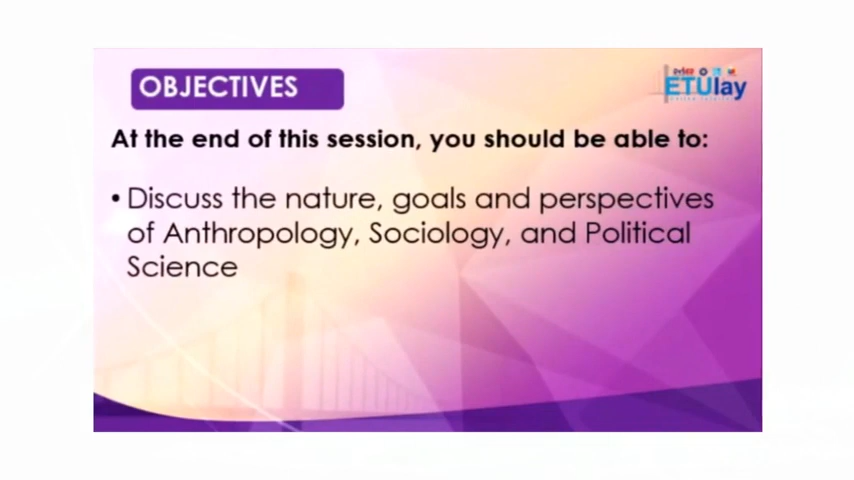 OBJECTIVES
ETUlay
At the end of this session, you should be able to:
• Discuss the nature, goals and perspectives
of Anthropology, Sociology, and Political
Science